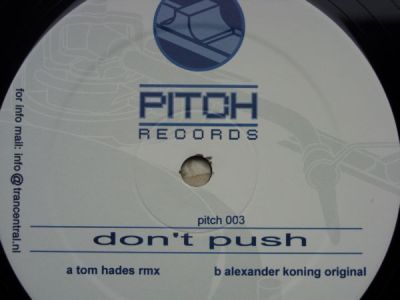 PITCH
RECORDS
for info mail: info@trancentral.nl
pitch 003
don't push
a tom hades rmx
b alexander koning original